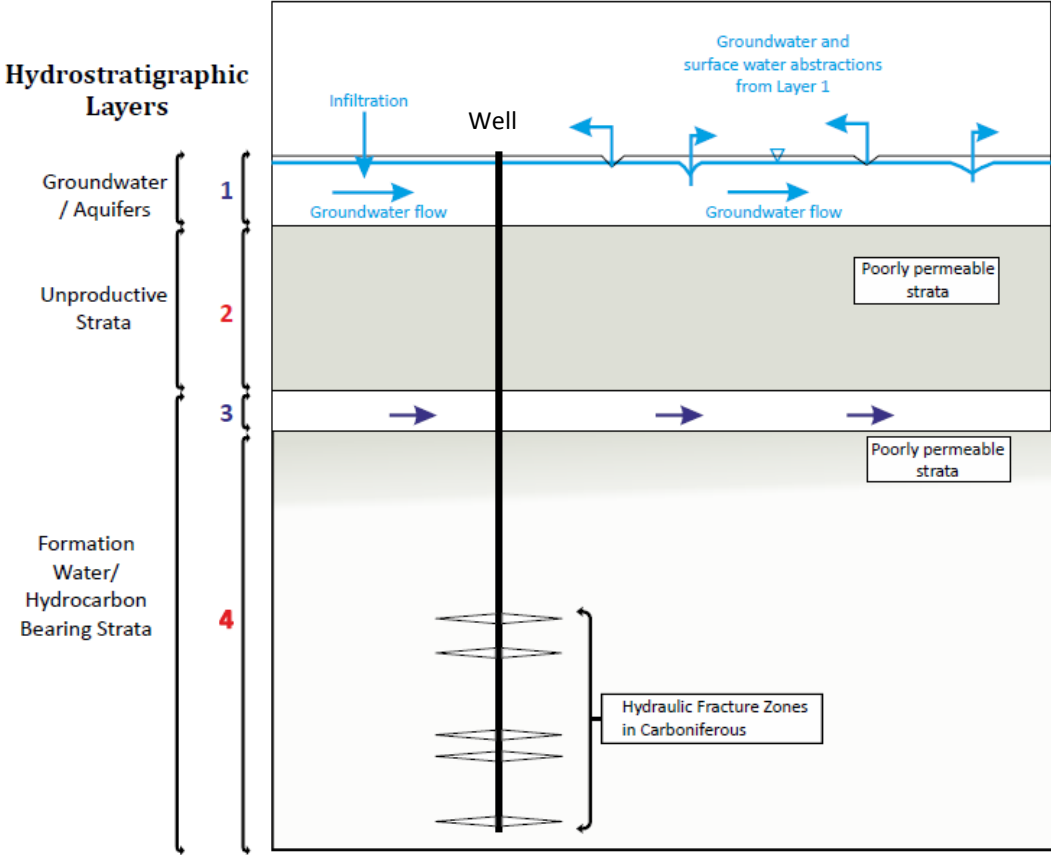 Groundwater and
surface water abstractions
from Layer 1
Hydrostratigraphic
Layers
Infiltration
Well
Groundwater
/ Aquifers
1
Groundwater flow
Groundwater flow
Unproductive
Strata
2
Poorly permeable
strata
3
Poorly permeable
strata
Formation
Water/
Hydrocarbon
Bearing Strata
4
Hydraulic Fracture Zones
in Carboniferous